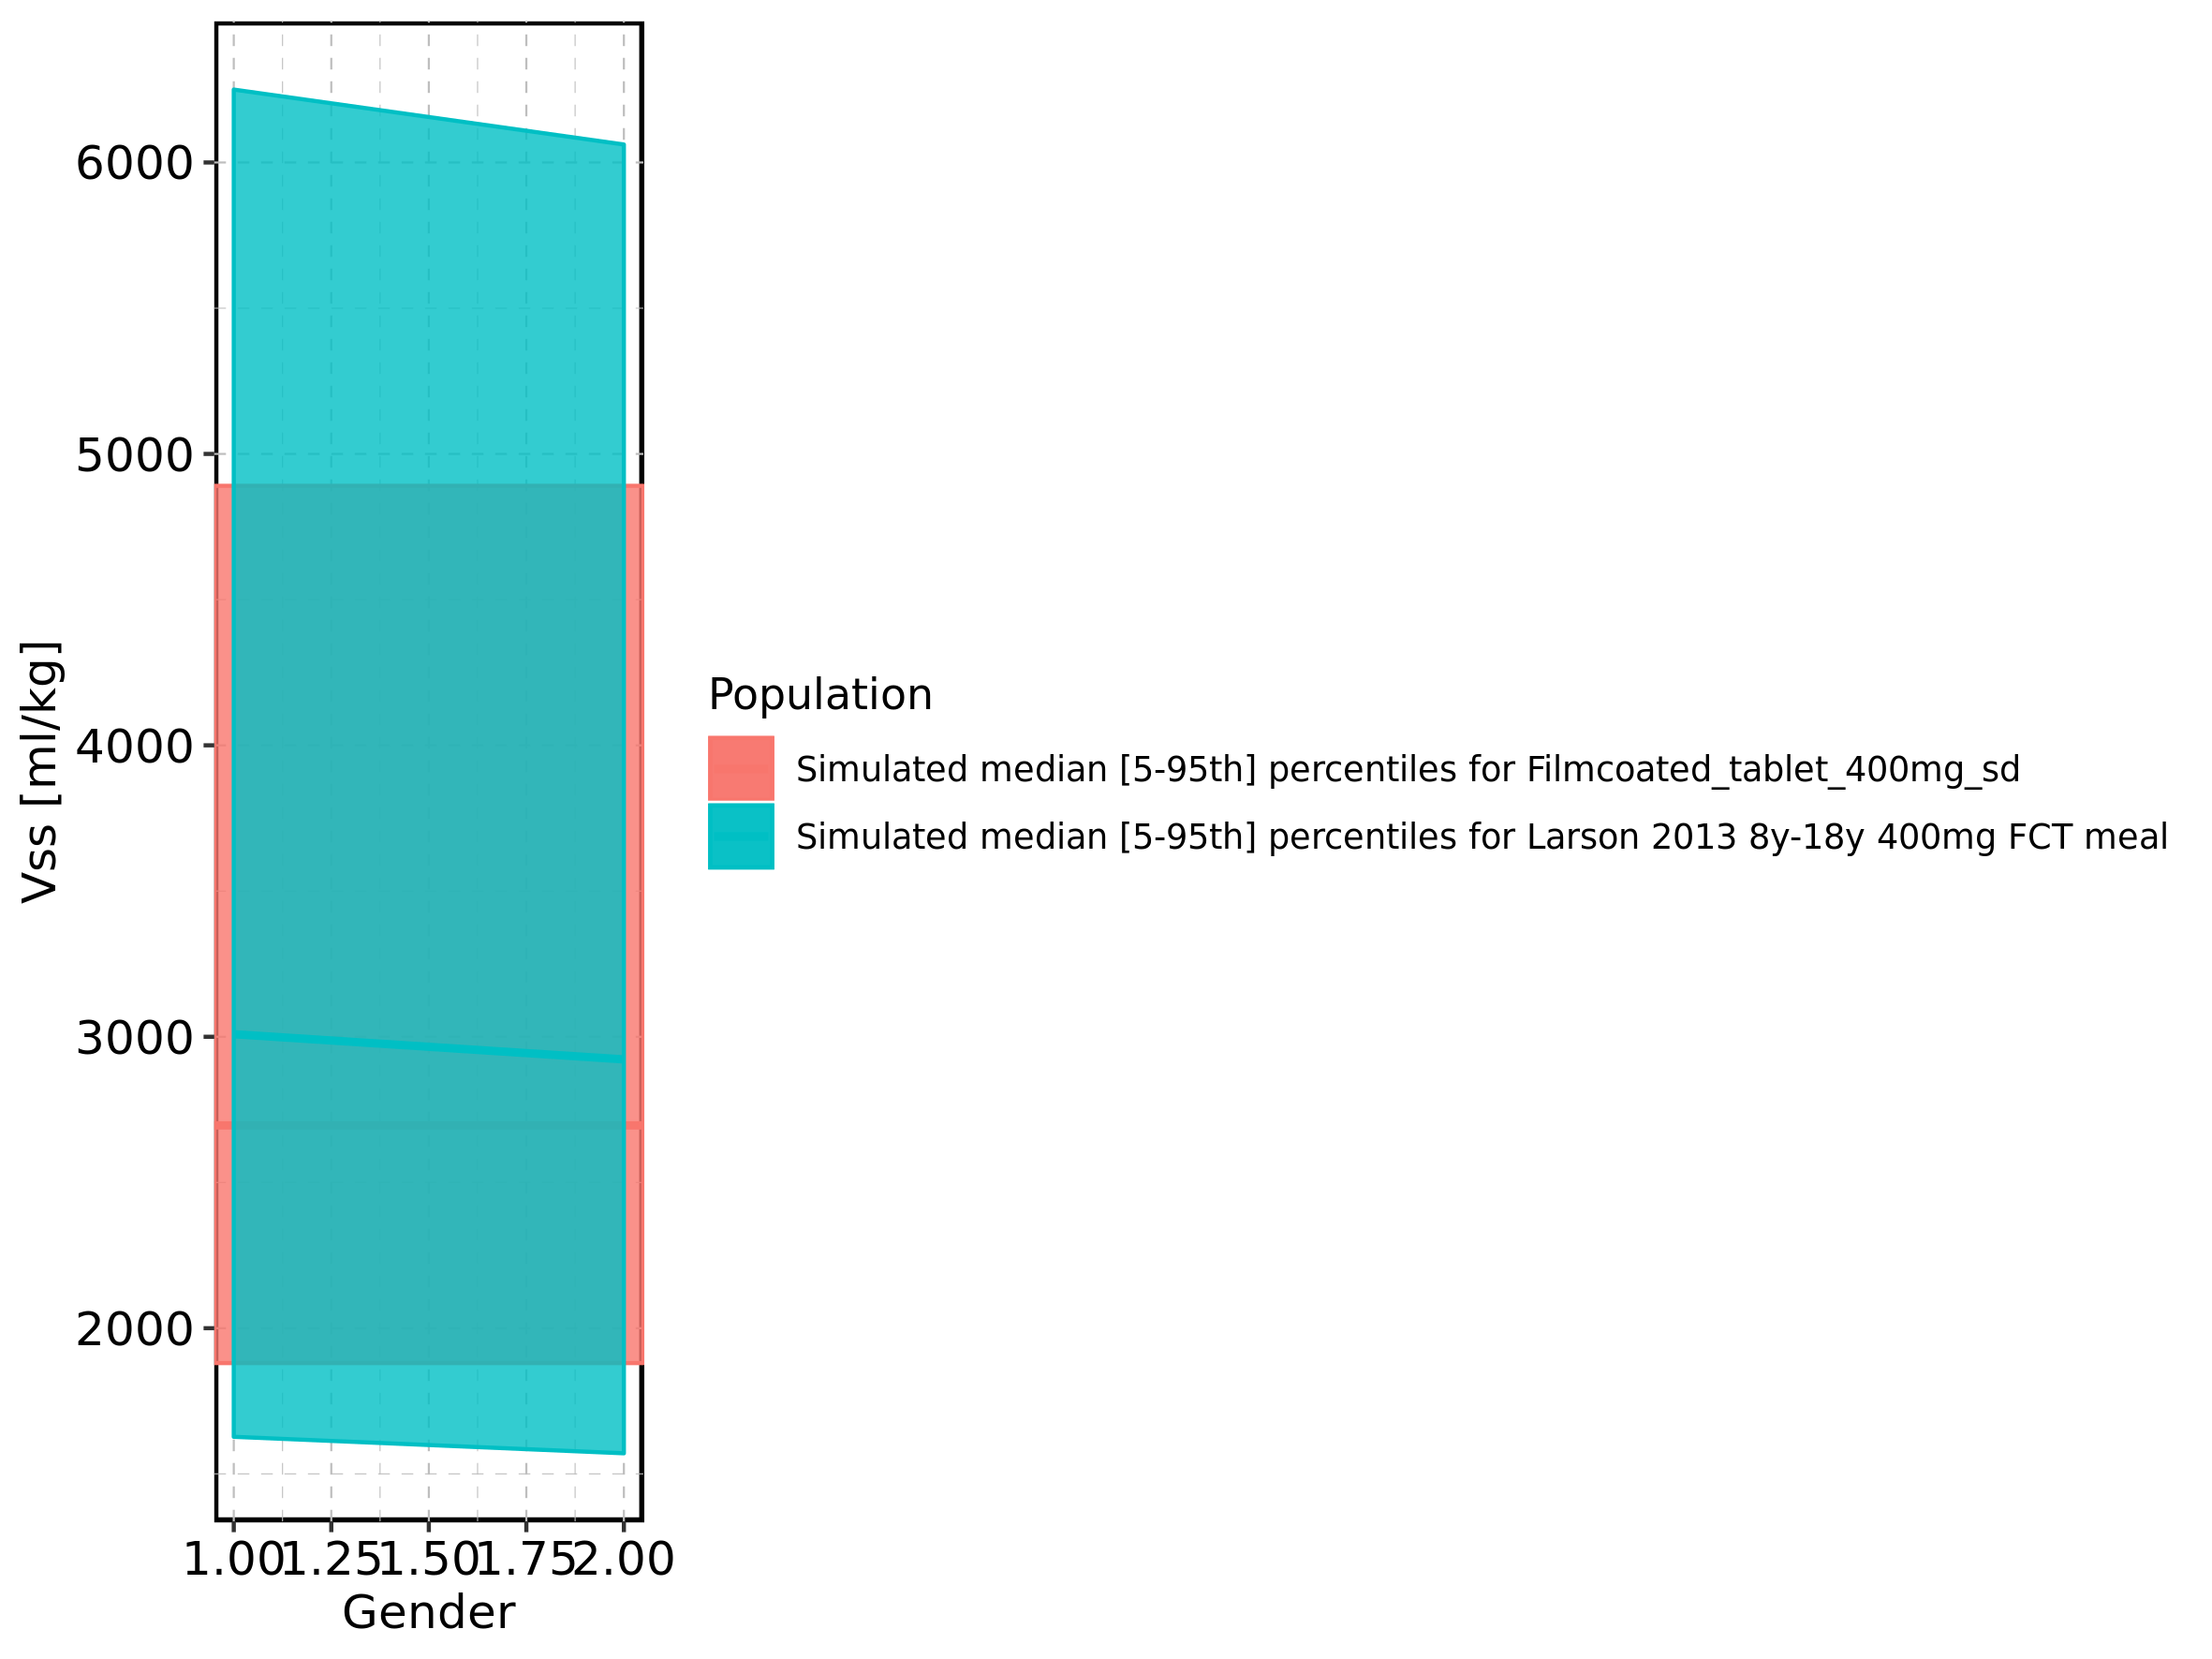 6000
5000
4000
3000
2000
Vss [ml/kg]
1.00 1.25 1.50 1.75 2.00
Gender
Population
Simulated median [5-95th] percentiles for Filmcoated_tablet_400mg_sd
Simulated median [5-95th] percentiles for Larson 2013 8y-18y 400mg FCT meal